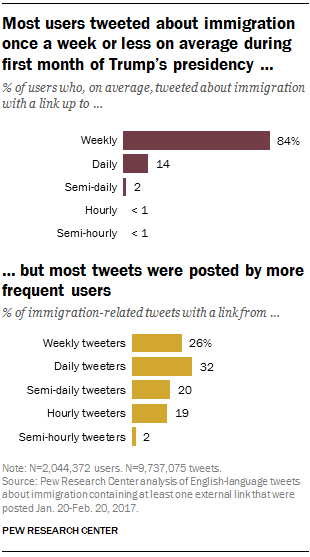 Most users tweeted about immigration
once a week or less on average during
first month of Trump's presidency ...
% of users who, on average, tweeted about immigration
with a link up to ...
Weekly 84%
Daily 14
Semi-daily 2
Hourly < 1
Semi-hourly < 1
... but most tweets were posted by more
frequent users
% of immigration-related tweets with a link from ...
Weekly tweeters 26%
Daily tweeters 32
Semi-daily tweeters 20
Hourly tweeters 19
Semi-hourly tweeters 2
Note: N=2,044,372 users. N=9,737,075 tweets.
Source: Pew Research Center analysis of English-language tweets
about immigration containing at least one external link that were
posted Jan. 20-Feb. 20, 2017.
PEW RESEARCH CENTER